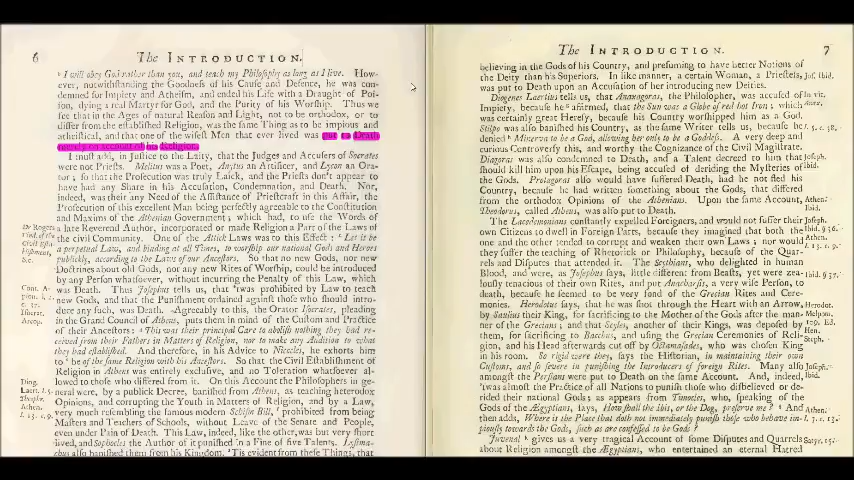 6
The INTRODUCTION.
I will obey God rather than you, and teach my Philosophy as long as I live. How-
ever, notwithstanding the Goodness of his Cause and Defence, he was con-
demned for Impiety and Atheism, and ended his Life with a Draught of Poi-
son, dying a real Martyr for God, and the Purity of his Worship. Thus we
see that in the Ages of natural Reason and Light, not to be orthodox, or to
differ from the established Religion, was the same Thing as to be impious and
atheistical, and that one of the wisest Men that ever lived was put to Death
merely on account of his Religion.
I must add, in Justice to the Laity, that the Judges and Accusers of Socrates
were not Priests. Melitus was a Poet, Anytus an Artificer, and Lycon an Ora-
tor; so that the Prosecution was truly Laick, and the Priests don't appear to
have had any Share in his Accusation, Condemnation, and Death. Nor,
indeed, was there any Need of the Assistance of Priestcraft in this Affair, the
Prosecution of this excellent Man being perfectly agreeable to the Constitution
and Maxims of the Athenian Government; which had, to use the Words of
a late Reverend Author, incorporated or made Religion a Part of the Laws of
the civil Community. One of the Attick Laws was to this Effect: Let it be
a perpetual Law, and binding at all Times, to worship our national Gods and Heroes
publickly, according to the Laws of our Ancestors. So that no new Gods, nor
new Doctrines about old Gods, nor any new Rites of Worship, could be introduced
by any Person whatsoever, without incurring the Penalty of this Law, which
was Death. Thus Josephus tells us, that 'twas prohibited by Law to teach
new Gods, and that the Punishment ordained against those who should intro-
duce any such, was Death. Agreeably to this, the Orator Isocrates, pleading
in the Grand Council of Athens, puts them in mind of the Custom and Practice
of their Ancestors: This was their principal Care to abolish nothing they had re-
ceived from their Fathers in Matters of Religion, nor to make any Addition to what
they had established. And therefore, in his Advice to Nicocles, he exhorts him
to be of the same Religion with his Ancestors. So that the Civil Establishment of
Religion in Athens was entirely exclusive, and no Toleration whatsoever al-
lowed to those who differed from it. On this Account the Philosophers in ge-
neral were, by a publick Decree, banished from Athens, as teaching heterodox
Opinions, and corrupting the Youth in Matters of Religion; and by a Law,
very much resembling the famous modern Schism Bill, prohibited from being
Masters and Teachers of Schools, without Leave of the Senate and People,
even under Pain of Death. This Law, indeed, like the other, was but very short
lived, and Sophocles the Author of it punished in a Fine of five Talents. Lysima-
chus also banished them from his Kingdom. 'Tis evident from these Things, that
7
The INTRODUCTION.
believing in the Gods of his Country, and presuming to have better Notions of
the Deity than his Superiors. In like manner, a certain Woman, a Priestess, Jos. Ibid.
was put to Death upon an Accusation of her introducing new Deities.
Diogenes Laertius tells us, that Anaxagoras, the Philosopher, was accused of
Impiety, because he affirmed, that the Sun was a Globe of red hot Iron; which
was certainly great Heresy, because his Country worshipped him as a God.
Stilpo was also banished his Country, as the same Writer tells us, because he
denied Minerva to be a God, allowing her only to be a Goddess. A very deep and
curious Controversy this, and worthy the Cognizance of the Civil Magistrate.
Diagoras was also condemned to Death, and a Talent decreed to him that Joseph.
should kill him upon his Escape, being accused of deriding the Mysteries of Ibid.
the Gods. Protagoras also would have suffered Death, had he not fled his
Country, because he had written something about the Gods, that differed
from the orthodox Opinions of the Athenians. Upon the same Account, Athen.
Theodorus, called Atheus, was also put to Death. Ibid.
The Lacedemonians constantly expelled Foreigners, and would not suffer their Joseph.
own Citizens to dwell in Foreign Parts, because they imagined that both the
one and the other tended to corrupt and weaken their own Laws; nor would Athen.
they suffer the teaching of Rhetorick or Philosophy, because of the Quar-
rels and Disputes that attended it. The Scythians, who delighted in human
Blood, and were, as Josephus says, little different from Beasts, yet were zea-
lously tenacious of their own Rites, and put Anacharsis, a very wise Person, to
death, because he seemed to be very fond of the Grecian Rites and Cere-
monies. Herodotus says, that he was shot through the Heart with an Arrow, Herodot.
by Saulius their King, for sacrificing to the Mother of the Gods after the man- Melpom.
ner of the Grecians; and that Scyles, another of their Kings, was deposed by
them, for sacrificing to Bacchus, and using the Grecian Ceremonies of Reli-
gion, and his Head afterwards cut off by Octamasades, who was chosen King Steph.
in his room. So rigid were they, says the Historian, in maintaining their own
Customs, and so severe in punishing the Introducers of foreign Rites. Many also Joseph.
amongst the Persians were put to Death on the same Account. And, indeed, Ibid.
'twas almost the Practice of all Nations to punish those who disbelieved or de-
rided their national Gods; as appears from Timocles, who, speaking of the
Gods of the Ægyptians, says, How shall the Ibis, or the Dog, preserve me? And Athen.
then adds, Where is the Place that doth not immediately punish those who behave im-
piously towards the Gods, such as are confessed to be Gods?
Juvenal gives us a very tragical Account of some Disputes and Quarrels Satyr. 15.
about Religion amongst the Ægyptians, who entertained an eternal Hatred